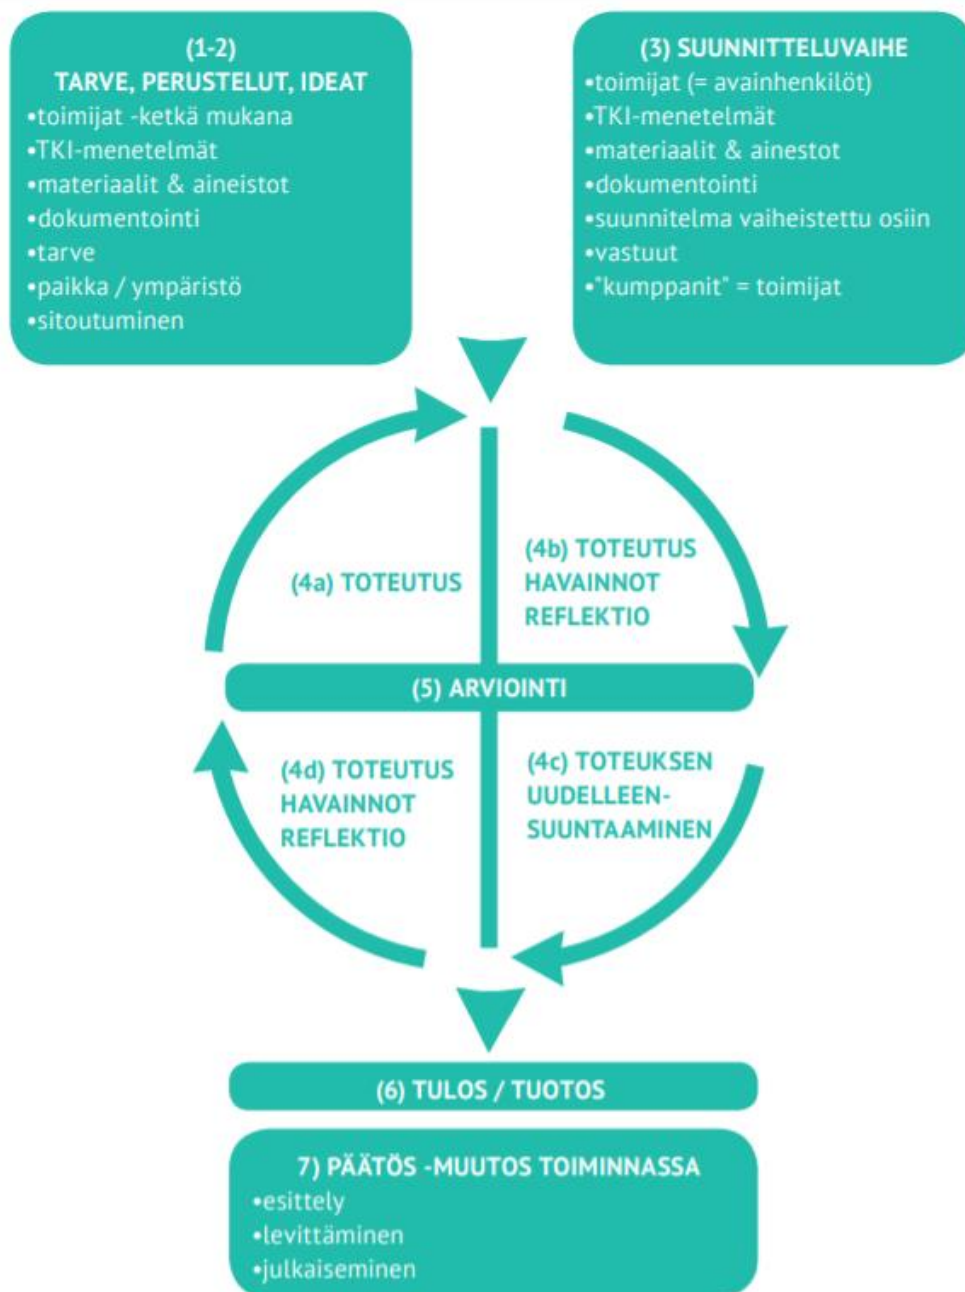 (1-2)
TARVE, PERUSTELUT, IDEAT
•toimijat -ketkä mukana
•TKI-menetelmät
•materiaalit & aineistot
•dokumentointi
•tarve
•paikka / ympäristö
•sitoutuminen
(3) SUUNNITTELUVAIHE
•toimijat (= avainhenkilöt)
•TKI-menetelmät
•materiaalit & ainestot
•dokumentointi
•suunnitelma vaiheistettu osiin
•vastuut
•"kumppanit" = toimijat
(4a) TOTEUTUS
(4b) TOTEUTUS
HAVAINNOT
REFLEKTIO
(5) ARVIOINTI
(4d) TOTEUTUS
HAVAINNOT
REFLEKTIO
(4c) TOTEUKSEN
UUDELLEEN-
SUUNTAAMINEN
(6) TULOS / TUOTOS
7) PÄÄTÖS -MUUTOS TOIMINNASSA
•esittely
•levittäminen
•julkaiseminen